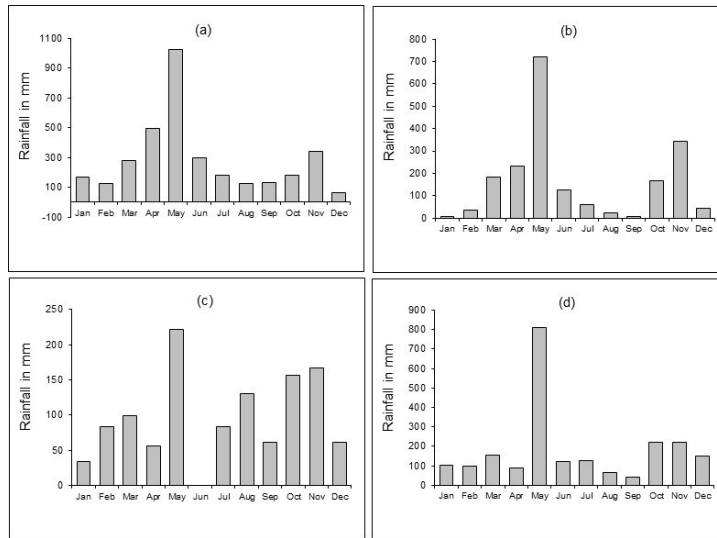 (a)
Rainfall in mm
1100
900
700
500
300
100
-100
Jan Feb Mar Apr May Jun Jul Aug Sep Oct Nov Dec
(b)
Rainfall in mm
800
700
600
500
400
300
200
100
0
Jan Feb Mar Apr May Jun Jul Aug Sep Oct Nov Dec
(c)
Rainfall in mm
250
200
150
100
50
0
Jan Feb Mar Apr May Jun Jul Aug Sep Oct Nov Dec
(d)
Rainfall in mm
900
800
700
600
500
400
300
200
100
0
Jan Feb Mar Apr May Jun Jul Aug Sep Oct Nov Dec